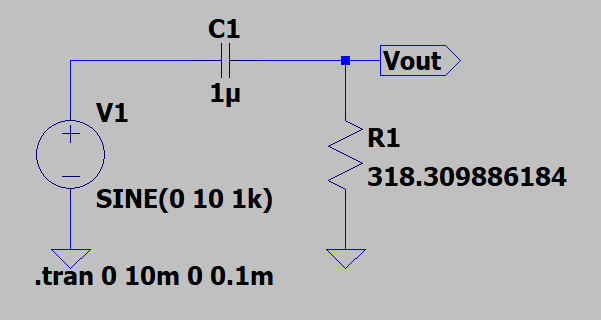 C1
Vout
1µ
V1
R1
318.309886184
SINE(0 10 1k)
.tran 0 10m 0 0.1m